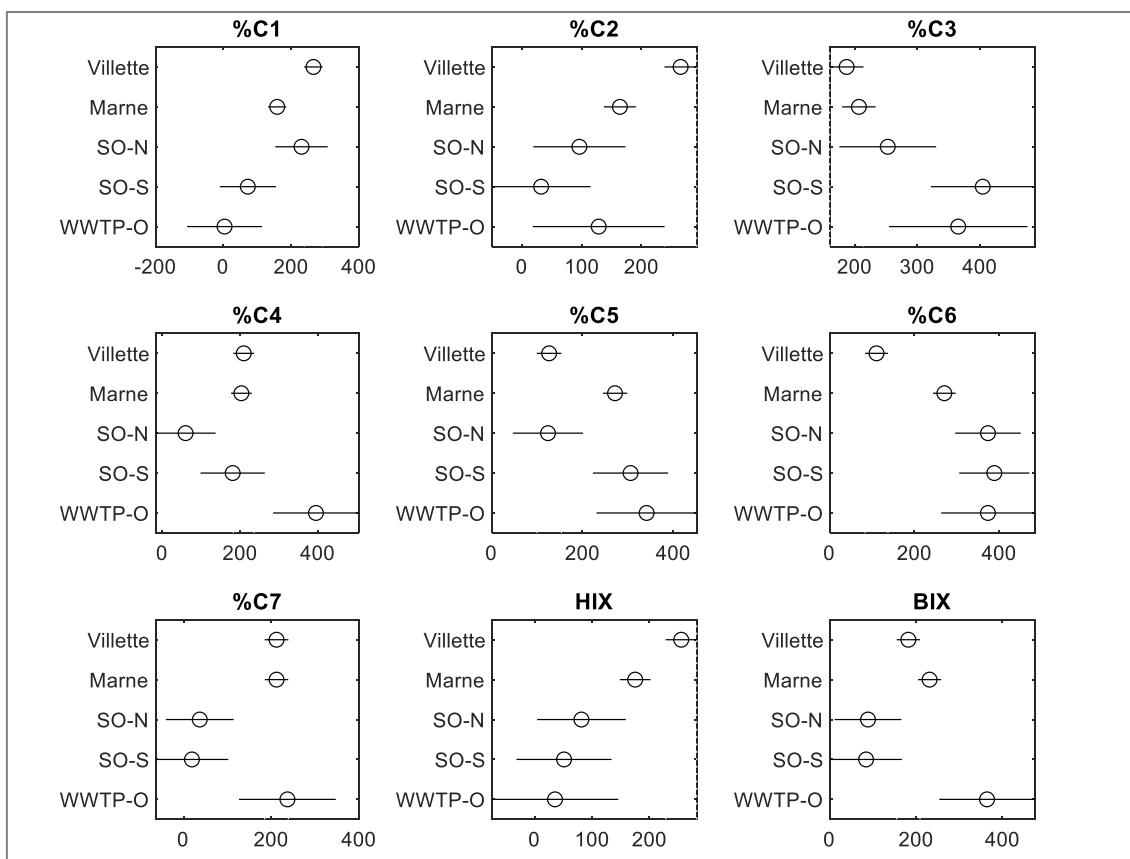 %C1 %C2 %C3
Villette Villette Villette
Marne Marne Marne
SO-N SO-N SO-N
SO-S SO-S SO-S
WWTP-O WWTP-O WWTP-O
-200 0 200 400 0 100 200 200 300 400
%C4 %C5 %C6
Villette Villette Villette
Marne Marne Marne
SO-N SO-N SO-N
SO-S SO-S SO-S
WWTP-O WWTP-O WWTP-O
0 200 400 0 200 400 0 200 400
%C7 HIX BIX
Villette Villette Villette
Marne Marne Marne
SO-N SO-N SO-N
SO-S SO-S SO-S
WWTP-O WWTP-O WWTP-O
0 200 400 0 100 200 0 200 400